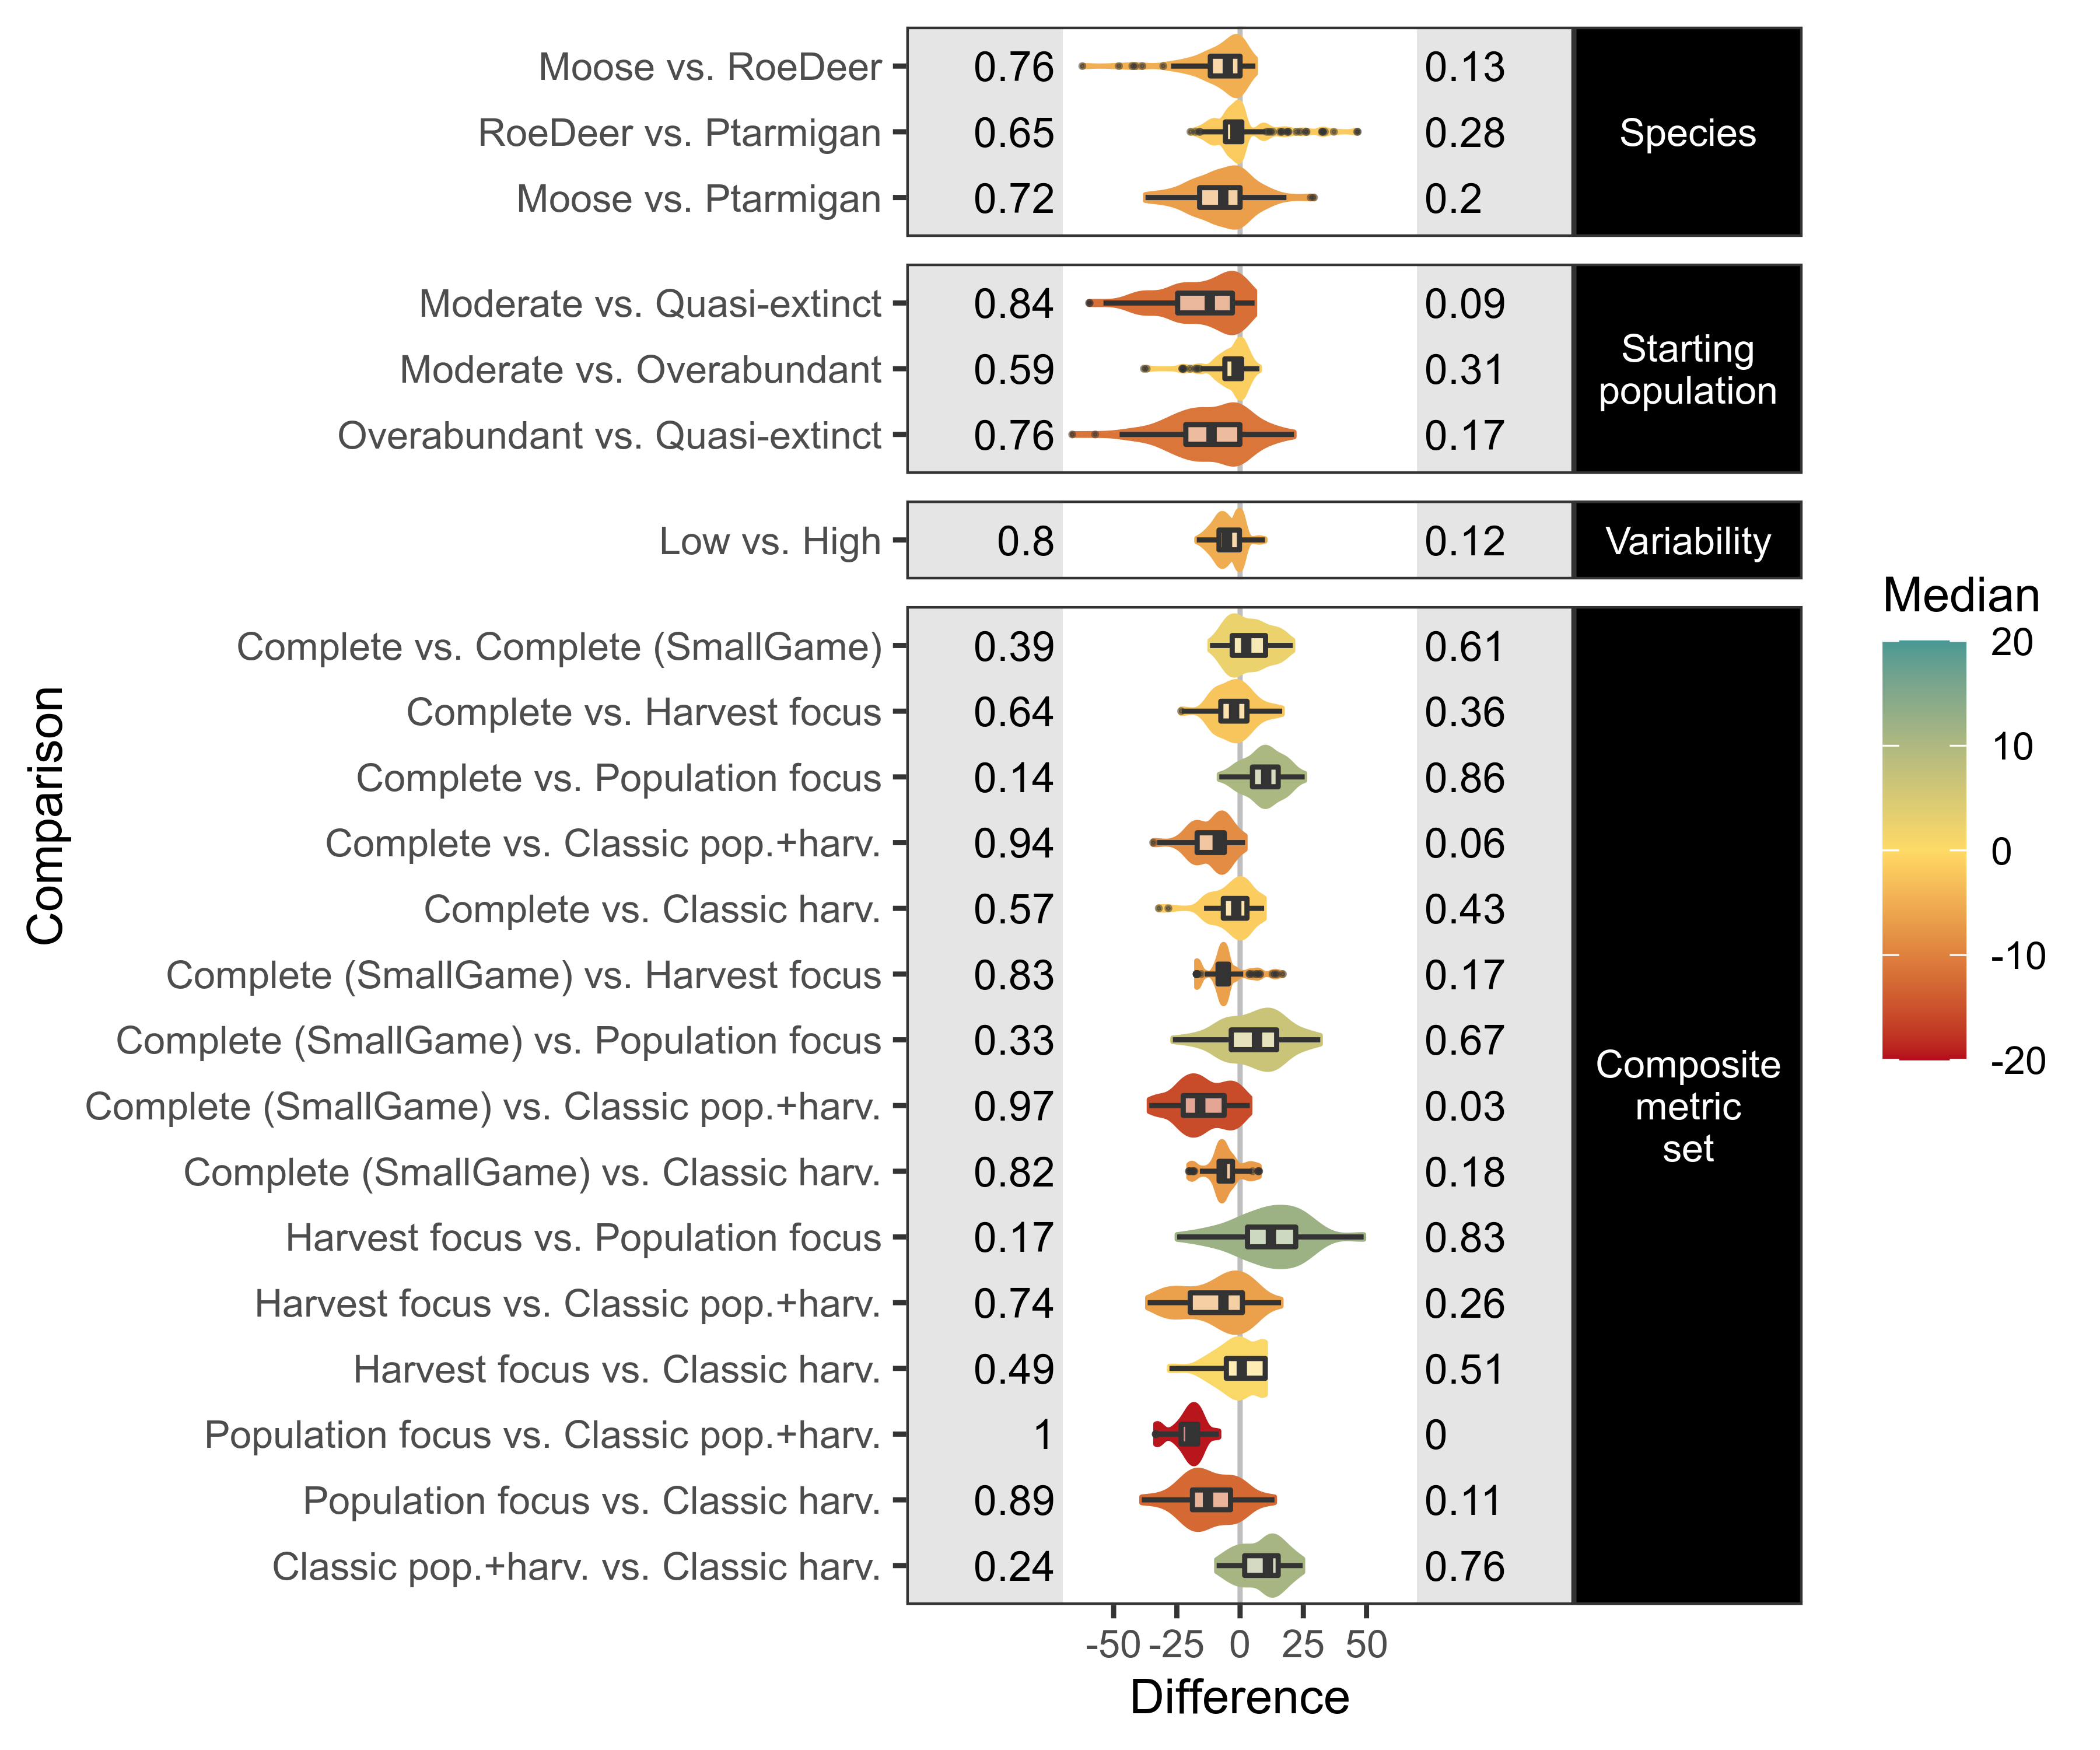 Moose vs. RoeDeer 0.76 0.13
RoeDeer vs. Ptarmigan 0.65 0.28
Moose vs. Ptarmigan 0.72 0.2
Species
Moderate vs. Quasi-extinct 0.84 0.09
Moderate vs. Overabundant 0.59 0.31
Overabundant vs. Quasi-extinct 0.76 0.17
Starting
population
Low vs. High 0.8 0.12
Variability
Complete vs. Complete (SmallGame) 0.39 0.61
Complete vs. Harvest focus 0.64 0.36
Complete vs. Population focus 0.14 0.86
Complete vs. Classic pop.+harv. 0.94 0.06
Complete vs. Classic harv. 0.57 0.43
Complete (SmallGame) vs. Harvest focus 0.83 0.17
Complete (SmallGame) vs. Population focus 0.33 0.67
Complete (SmallGame) vs. Classic pop.+harv. 0.97 0.03
Complete (SmallGame) vs. Classic harv. 0.82 0.18
Harvest focus vs. Population focus 0.17 0.83
Harvest focus vs. Classic pop.+harv. 0.74 0.26
Harvest focus vs. Classic harv. 0.49 0.51
Population focus vs. Classic pop.+harv. 1 0
Population focus vs. Classic harv. 0.89 0.11
Classic pop.+harv. vs. Classic harv. 0.24 0.76
Composite
metric
set
-50 -25 0 25 50
Difference
Comparison
Median
20
10
0
-10
-20